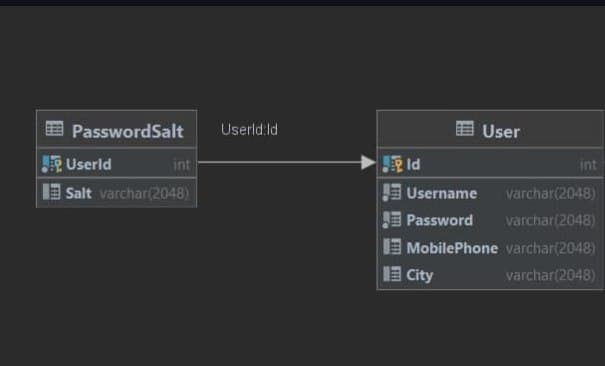 PasswordSalt
UserId int
Salt varchar(2048)
UserId:Id
User
Id int
Username varchar(2048)
Password varchar(2048)
MobilePhone varchar(2048)
City varchar(2048)